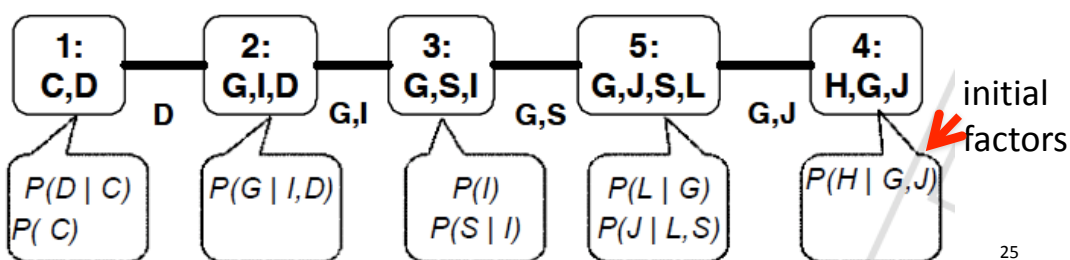 1:
C,D
2:
G,I,D
3:
G,S,I
5:
G,J,S,L
4:
H,G,J
D
G,I
G,S
G,J
initial
factors
P(D | C)
P( C)
P(G | I,D)
P(I)
P(S | I)
P(L | G)
P(J | L,S)
P(H | G,J)
25